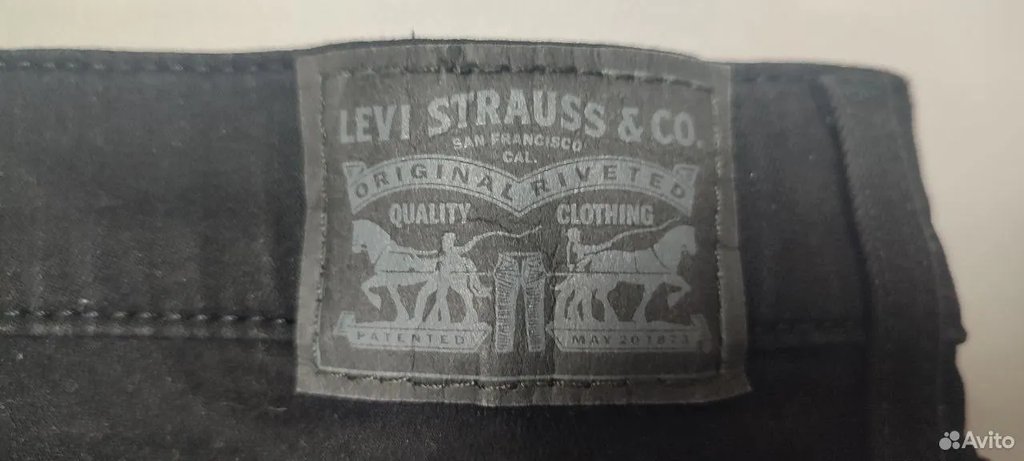 LEVI STRAUSS & CO.
SAN FRANCISCO
CAL.
ORIGINAL RIVETED
QUALITY CLOTHING
PATENTED MAY 20 1873
Avito